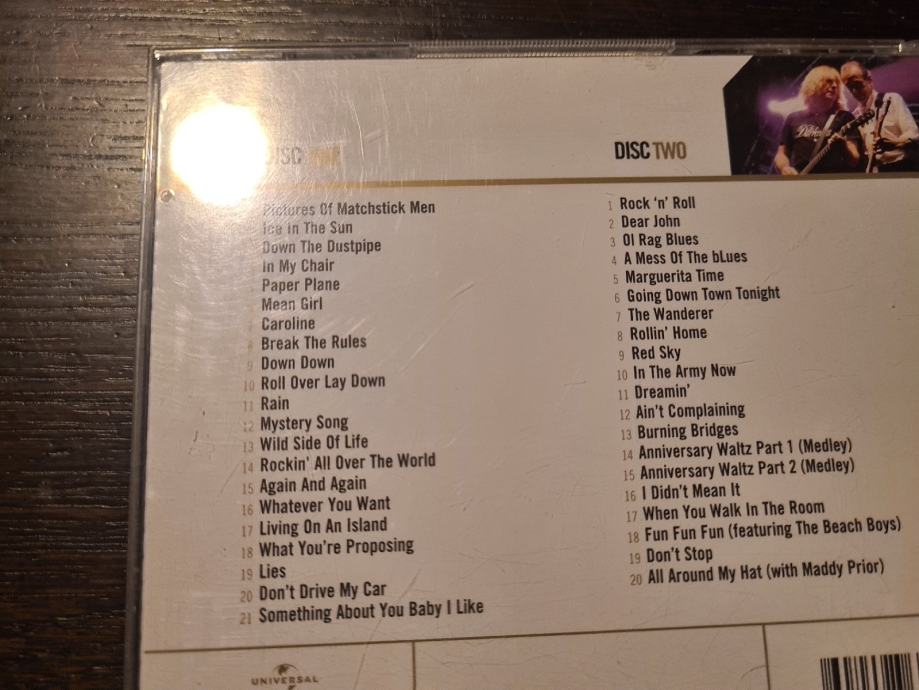 DISC
Pictures Of Matchstick Men
Ice in The Sun
Down The Dustpipe
In My Chair
Paper Plane
Mean Girl
Caroline
8 Break The Rules
9 Down Down
10 Roll Over Lay Down
11 Rain
12 Mystery Song
13 Wild Side Of Life
14 Rockin' All Over The World
15 Again And Again
16 Whatever You Want
17 Living On An Island
18 What You're Proposing
19 Lies
20 Don't Drive My Car
21 Something About You Baby I Like
DISC TWO
1 Rock 'n' Roll
2 Dear John
3 Ol Rag Blues
4 A Mess Of The bLues
5 Marguerita Time
6 Going Down Town Tonight
7 The Wanderer
8 Rollin' Home
9 Red Sky
10 In The Army Now
11 Dreamin'
12 Ain't Complaining
13 Burning Bridges
14 Anniversary Waltz Part 1 (Medley)
15 Anniversary Waltz Part 2 (Medley)
16 I Didn't Mean It
17 When You Walk In The Room
18 Fun Fun Fun (featuring The Beach Boys)
19 Don't Stop
20 All Around My Hat (with Maddy Prior)
UNIVERSAL